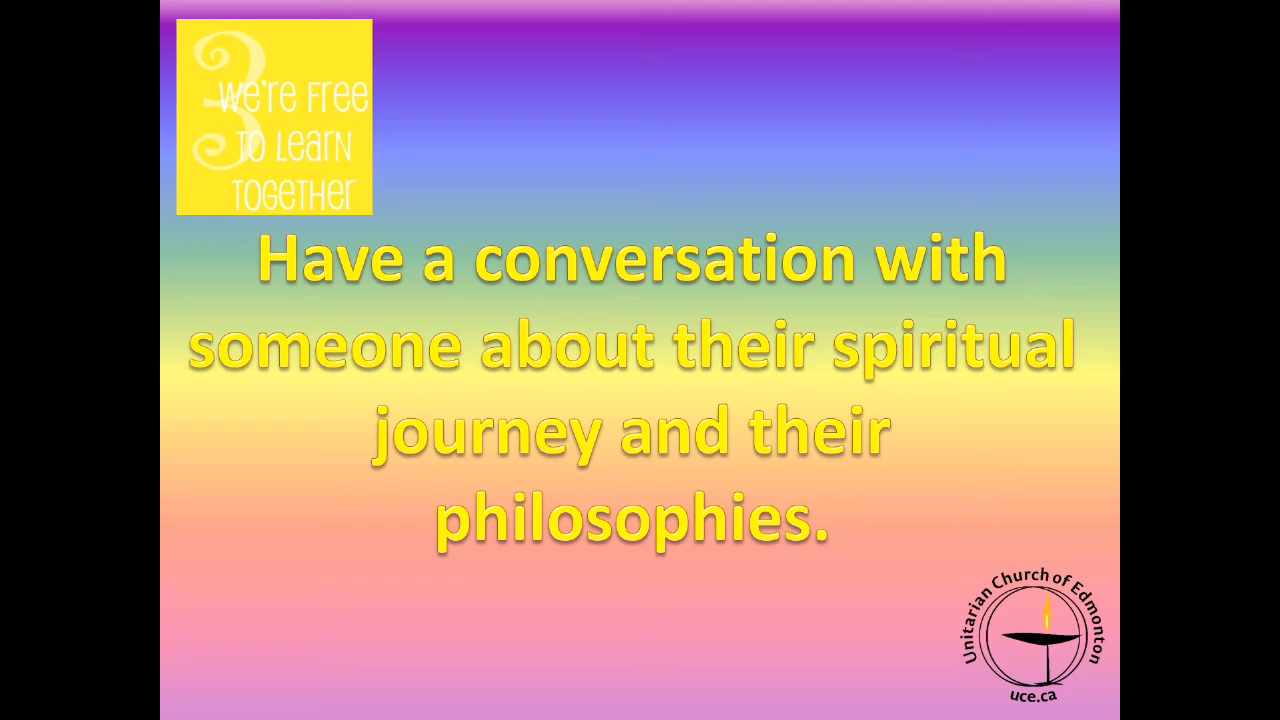 3
We're Free
To Learn
Together
Have a conversation with
someone about their spiritual
journey and their
philosophies.
Unitarian Church of Edmonton
uce.ca